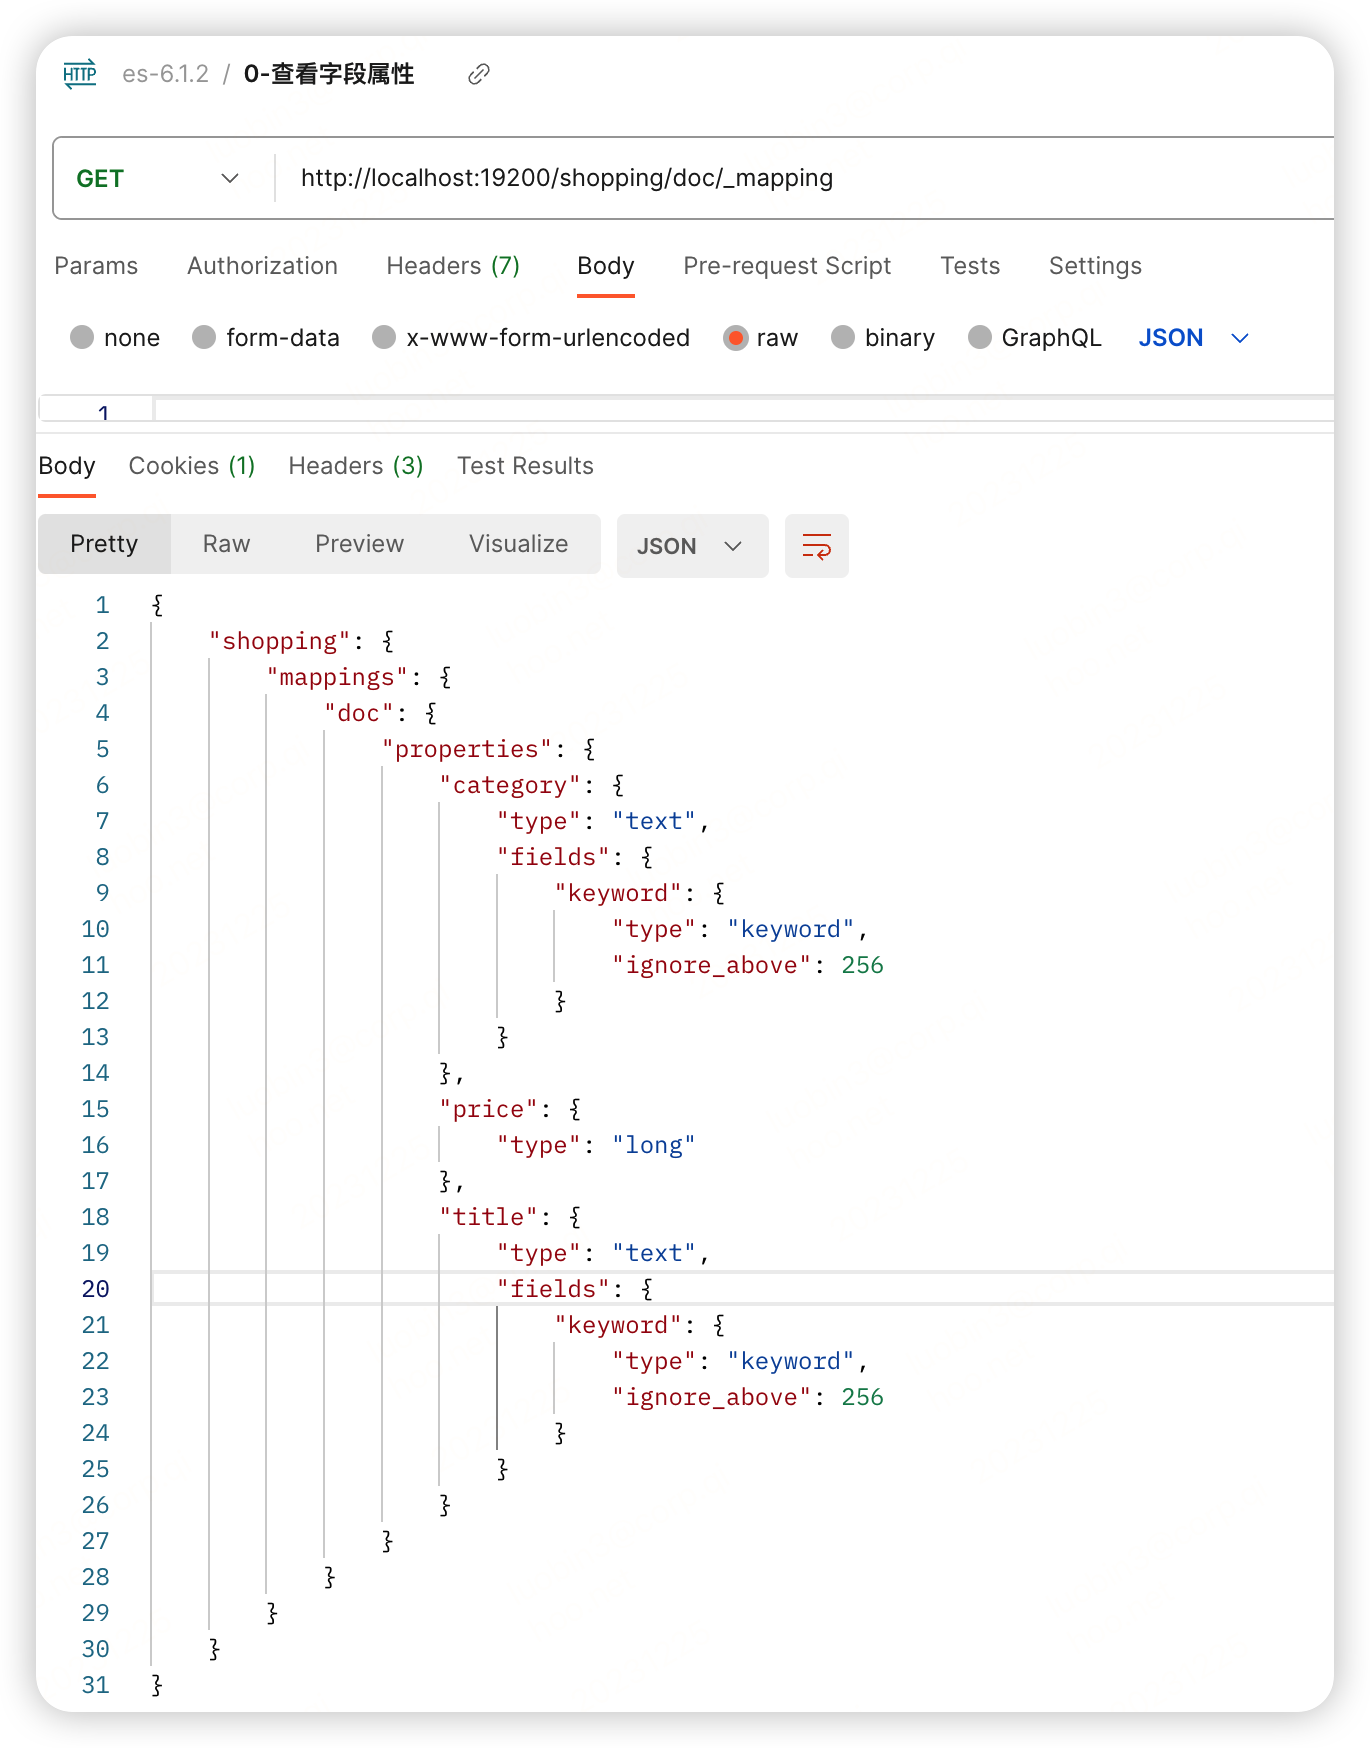 HTTP es-6.1.2 / 0-查看字段属性
GET http://localhost:19200/shopping/doc/_mapping
Params Authorization Headers (7) Body Pre-request Script Tests Settings
none form-data x-www-form-urlencoded raw binary GraphQL JSON
1
Body Cookies (1) Headers (3) Test Results
Pretty Raw Preview Visualize JSON
1 {
2 "shopping": {
3 "mappings": {
4 "doc": {
5 "properties": {
6 "category": {
7 "type": "text",
8 "fields": {
9 "keyword": {
10 "type": "keyword",
11 "ignore_above": 256
12 }
13 }
14 },
15 "price": {
16 "type": "long"
17 },
18 "title": {
19 "type": "text",
20 "fields": {
21 "keyword": {
22 "type": "keyword",
23 "ignore_above": 256
24 }
25 }
26 }
27 }
28 }
29 }
30 }
31 }